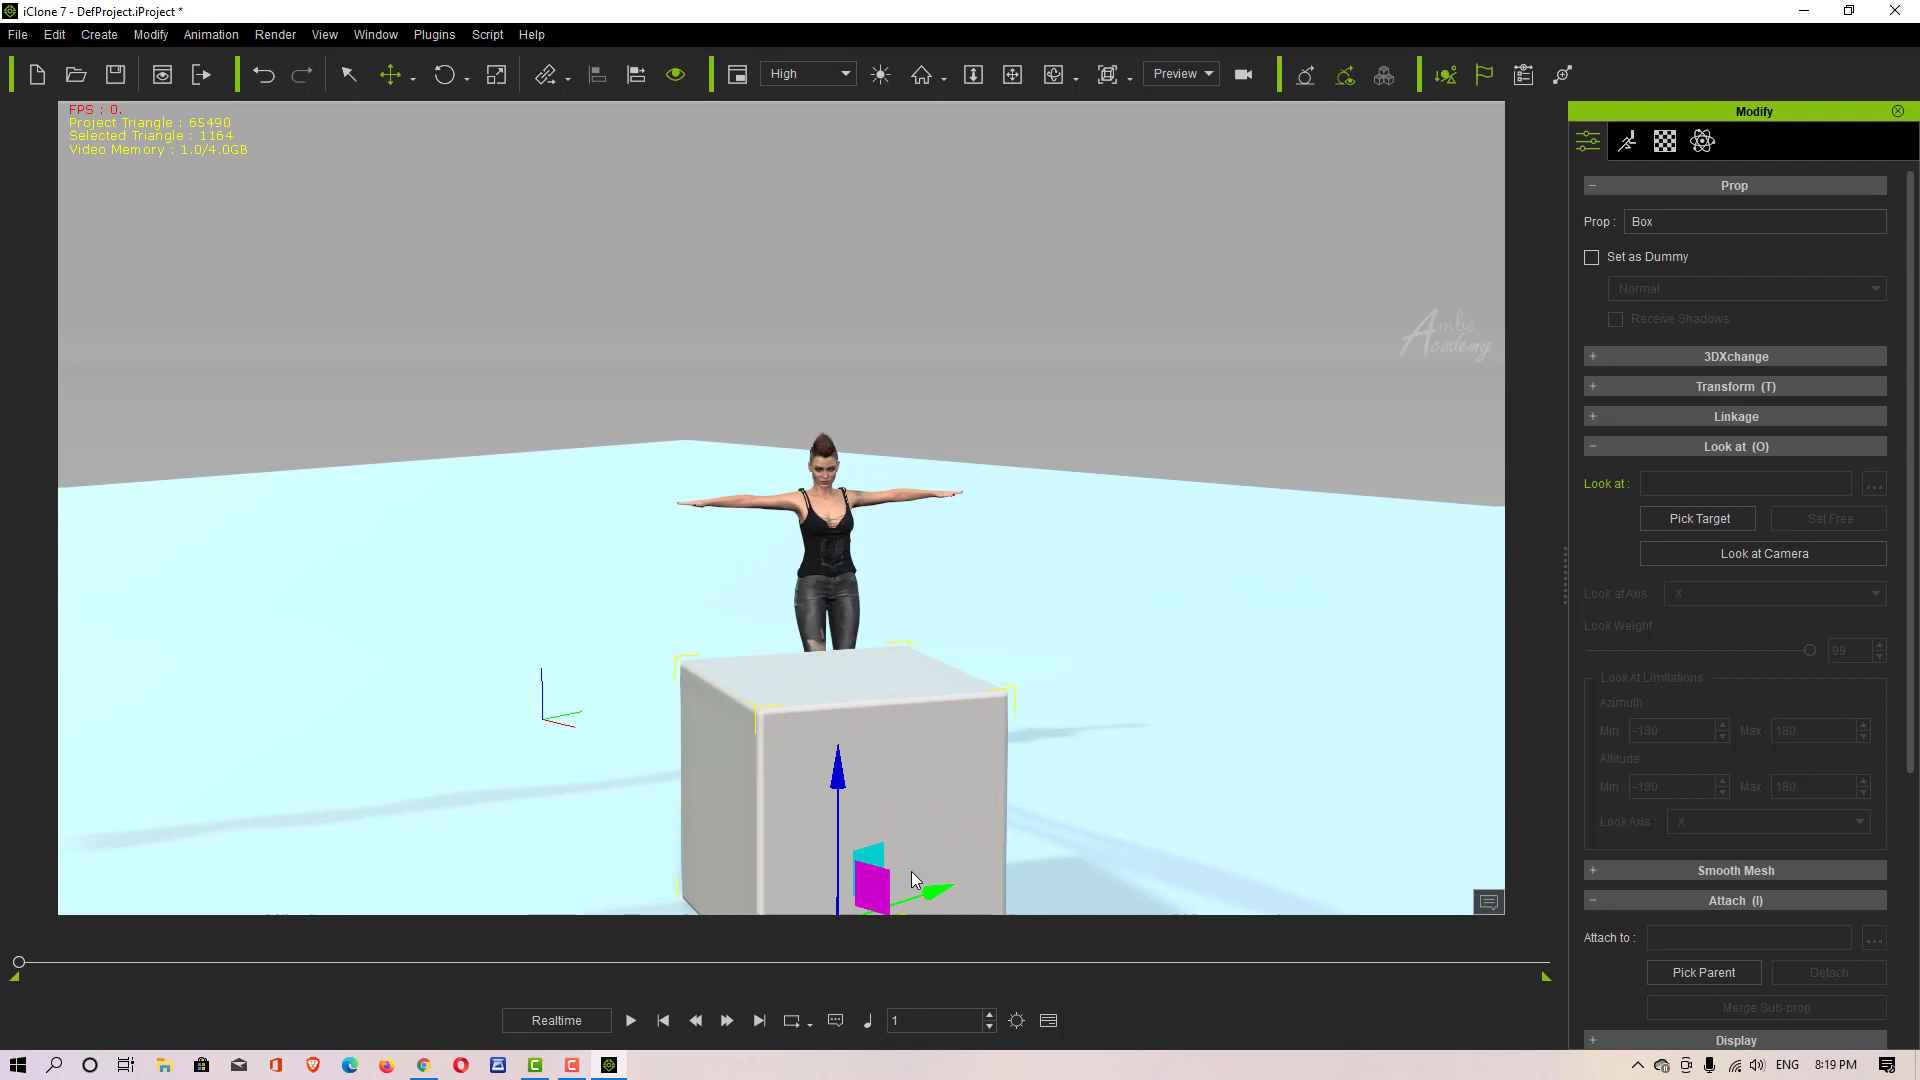 iClone 7 - DefProject.iProject *
File Edit Create Modify Animation Render View Window Plugins Script Help
High
Preview
FPS : 0.
Project Triangle : 65490
Selected Triangle : 1164
Video Memory : 1.0/4.0GB
Ambe
Academy
Modify
Prop
Prop : Box
Set as Dummy
Normal
Receive Shadows
3DXchange
Transform (T)
Linkage
Look at (O)
Look at : ...
Pick Target Set Free
Look at Camera
Look at Axis : X
Look Weight
99
Look At Limitations
Azimuth :
Min -180 Max 180
Altitude :
Min -180 Max 180
Look Axis : X
Smooth Mesh
Attach (I)
Attach to : ...
Pick Parent Detach
Merge Sub-prop
Display
Realtime 1
ENG 8:19 PM